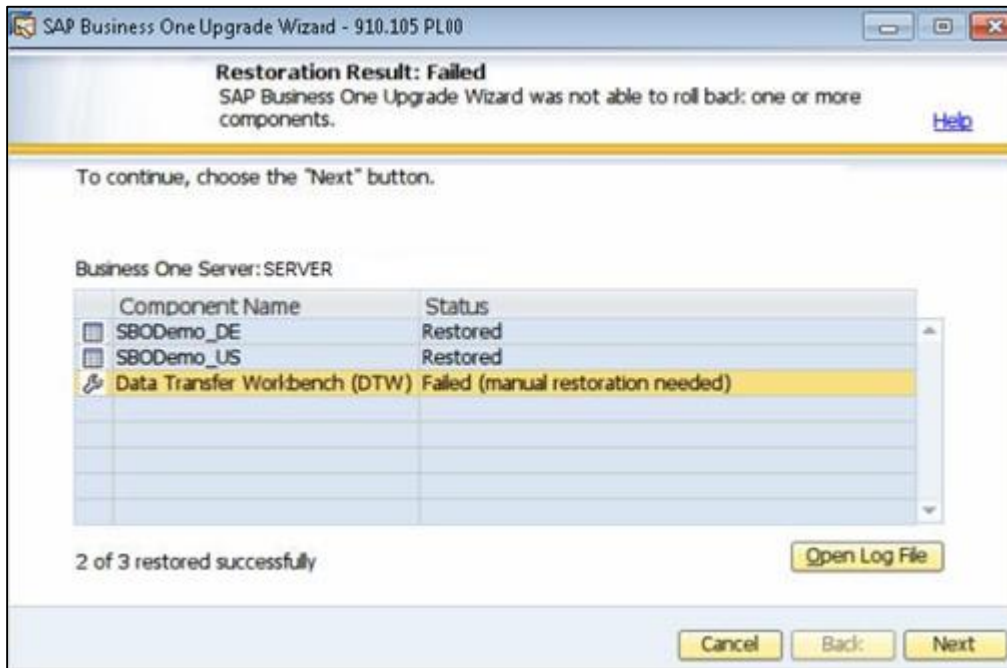 SAP Business One Upgrade Wizard - 910.105 PL00
Restoration Result: Failed
SAP Business One Upgrade Wizard was not able to roll back one or more
components.
Help
To continue, choose the "Next" button.
Business One Server: SERVER
Component Name Status
SBODemo_DE Restored
SBODemo_US Restored
Data Transfer Workbench (DTW) Failed (manual restoration needed)
2 of 3 restored successfully
Open Log File
Cancel Back Next